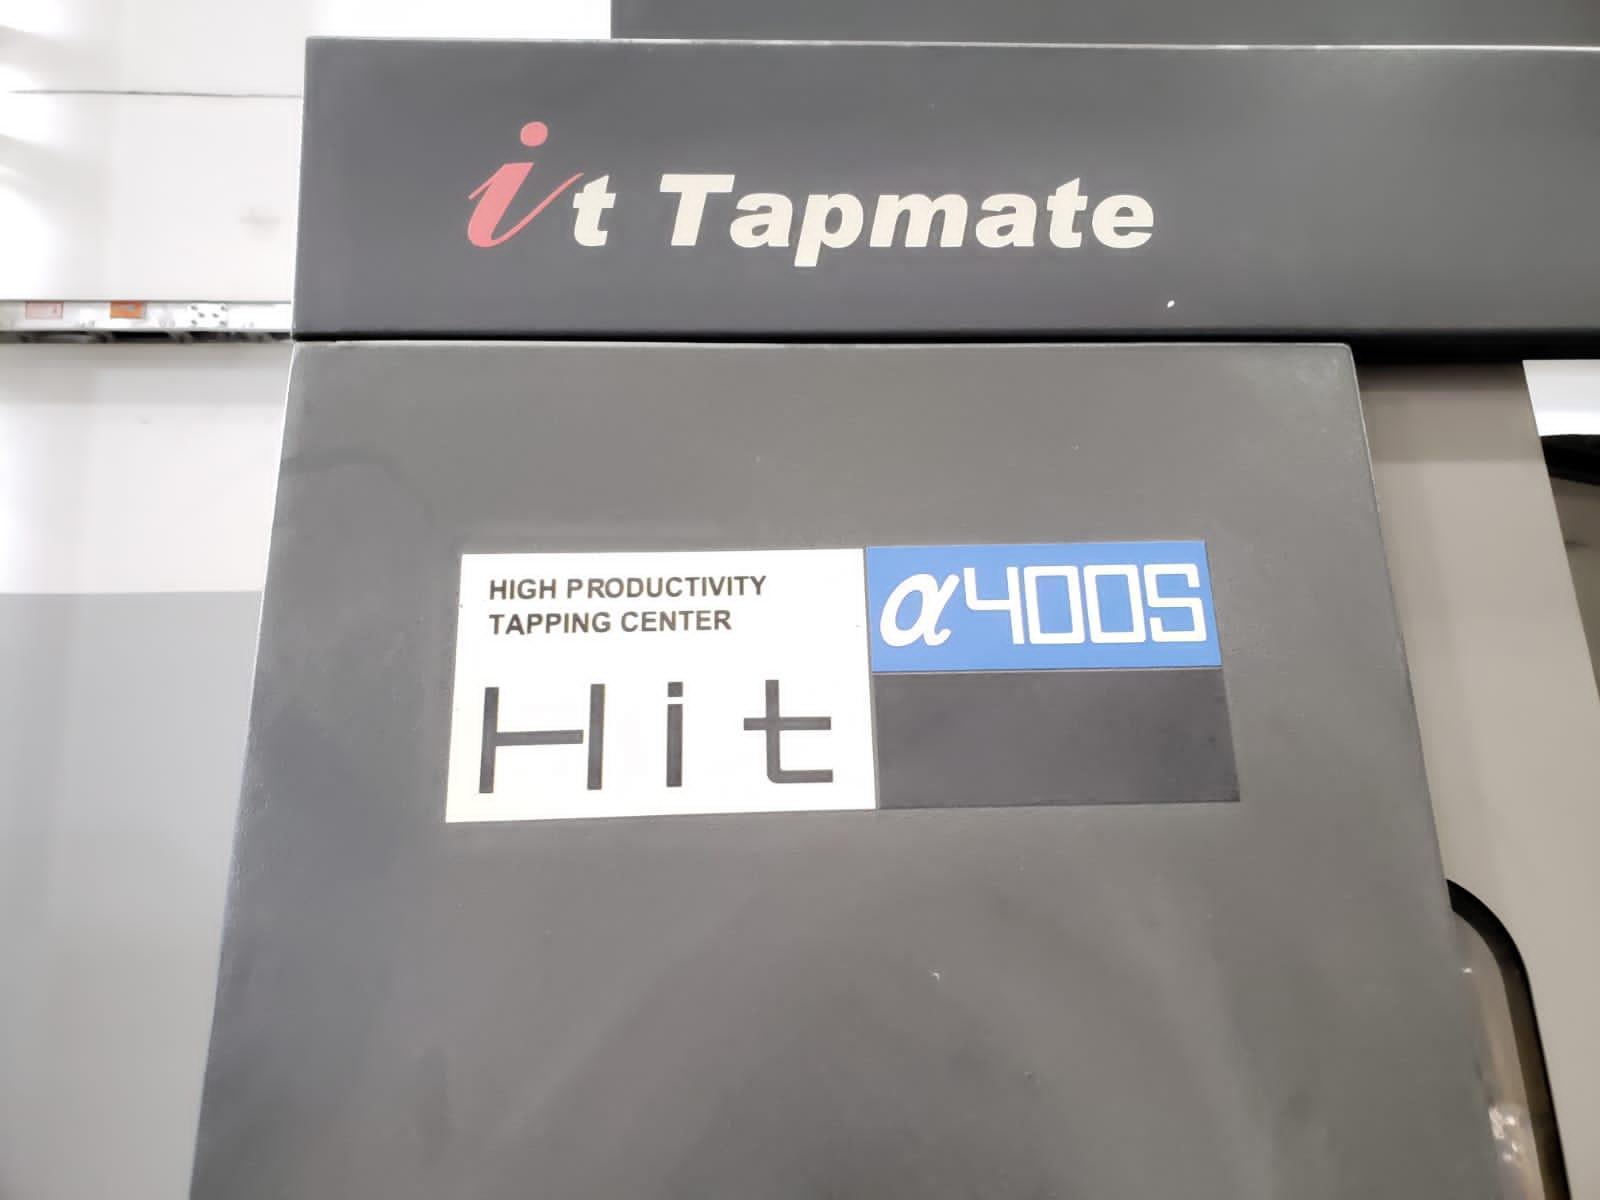 it Tapmate
HIGH PRODUCTIVITY
TAPPING CENTER
Hit
α400S